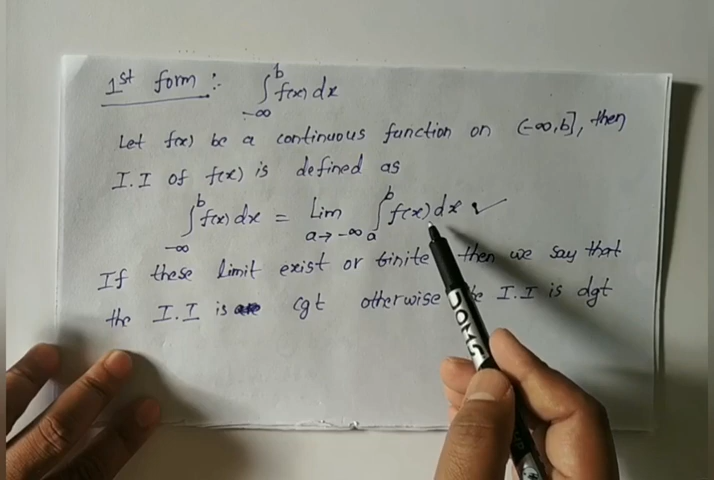 1st form :- ∫_{-∞}^{b} f(x) dx
Let f(x) be a continuous function on (-∞, b], then
I.I of f(x) is defined as
∫_{-∞}^{b} f(x) dx = Lim_{a→-∞} ∫_{a}^{b} f(x) dx ✓
If these limit exist or finite then we say that
the I.I is cgt otherwise I.I is dgt
DOMS